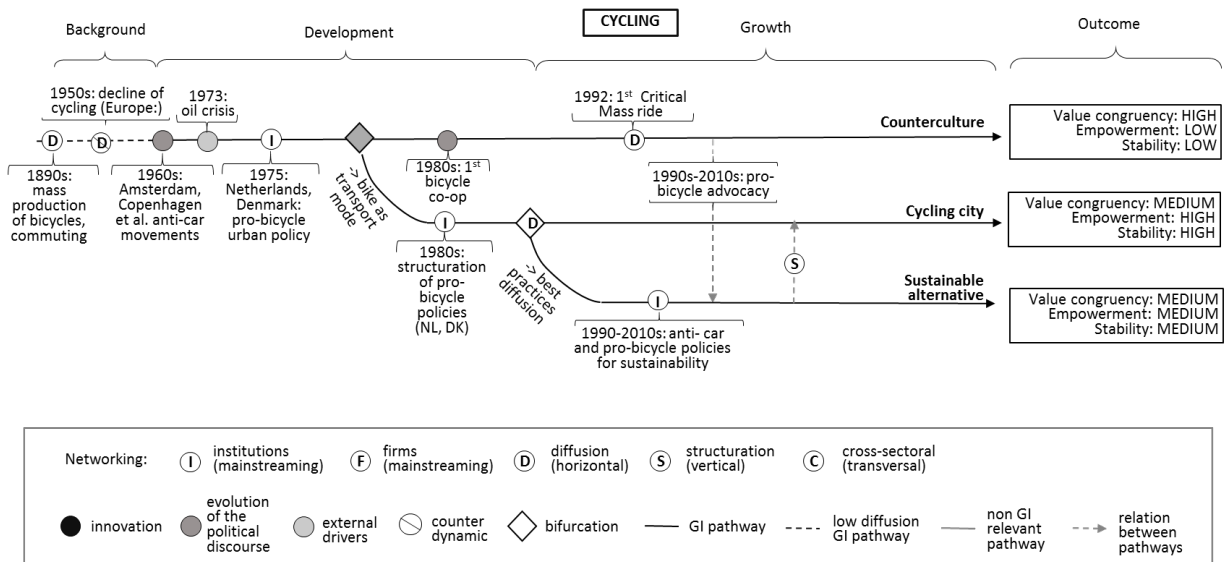 CYCLING
Background
Development
Growth
Outcome
1950s: decline of
cycling (Europe:)
1973:
oil crisis
1992: 1st Critical
Mass ride
Counterculture
D
D
I
D
1890s:
mass
production
of bicycles,
commuting
1960s:
Amsterdam,
Copenhagen
et al. anti-car
movements
1975:
Netherlands,
Denmark:
pro-bicycle
urban policy
-> bike as
transport
mode
1980s: 1st
bicycle
co-op
1990s-2010s: pro-
bicycle advocacy
Value congruency: HIGH
Empowerment: LOW
Stability: LOW
Cycling city
I
D
1980s:
structuration
of pro-
bicycle
policies
(NL, DK)
-> best
practices
diffusion
S
Value congruency: MEDIUM
Empowerment: HIGH
Stability: HIGH
Sustainable
alternative
I
1990-2010s: anti- car
and pro-bicycle policies
for sustainability
Value congruency: MEDIUM
Empowerment: MEDIUM
Stability: MEDIUM
Networking:
I
institutions
(mainstreaming)
F
firms
(mainstreaming)
D
diffusion
(horizontal)
S
structuration
(vertical)
C
cross-sectoral
(transversal)
innovation
evolution
of the
political
discourse
external
drivers
counter
dynamic
bifurcation
GI pathway
low diffusion
GI pathway
non GI
relevant
pathway
relation
between
pathways